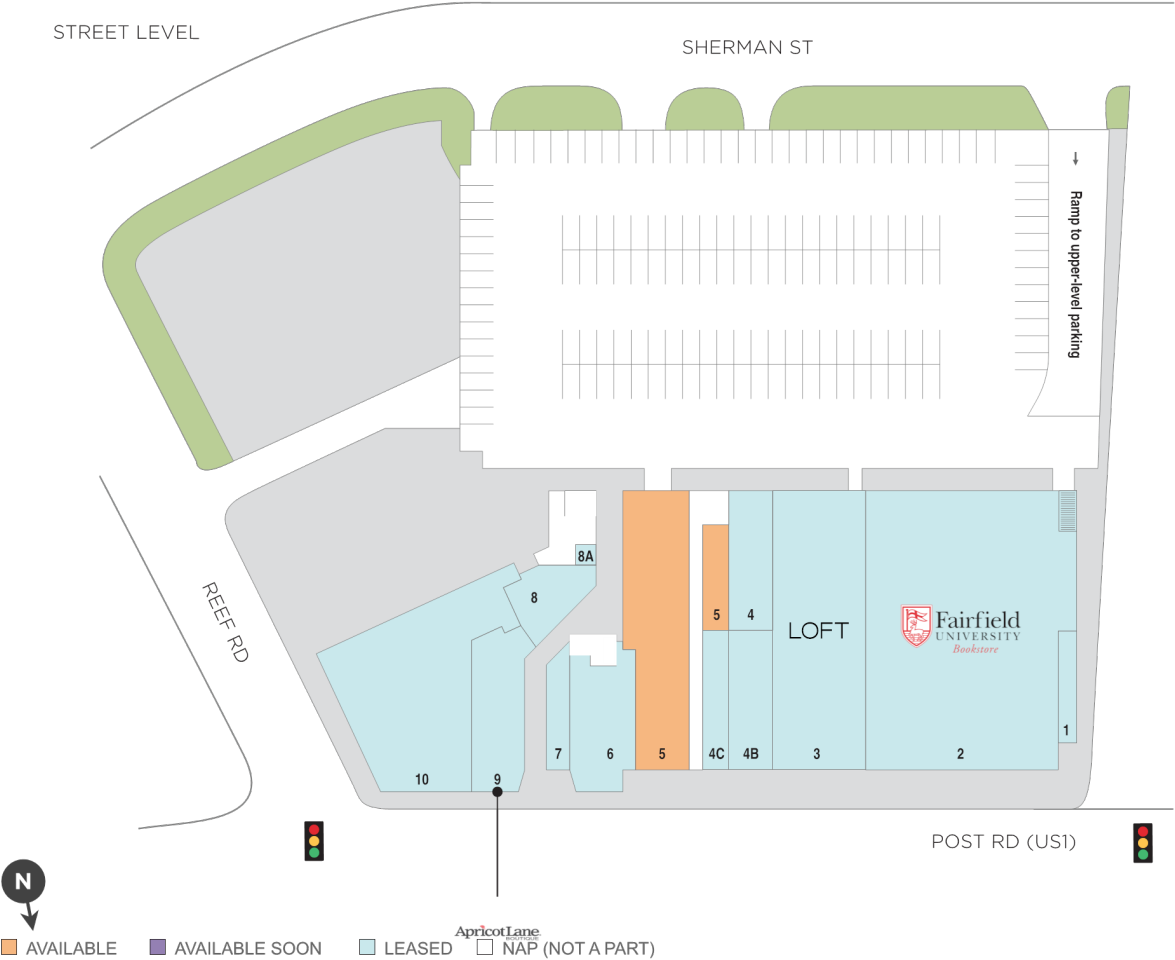 STREET LEVEL
SHERMAN ST
Ramp to upper-level parking
8A
8
5
4
LOFT
Fairfield
UNIVERSITY
Bookstore
REEF RD
10
9
7
6
5
4C
4B
3
2
1
POST RD (US1)
N
ApricotLane
BOUTIQUE
AVAILABLE
AVAILABLE SOON
LEASED
NAP (NOT A PART)